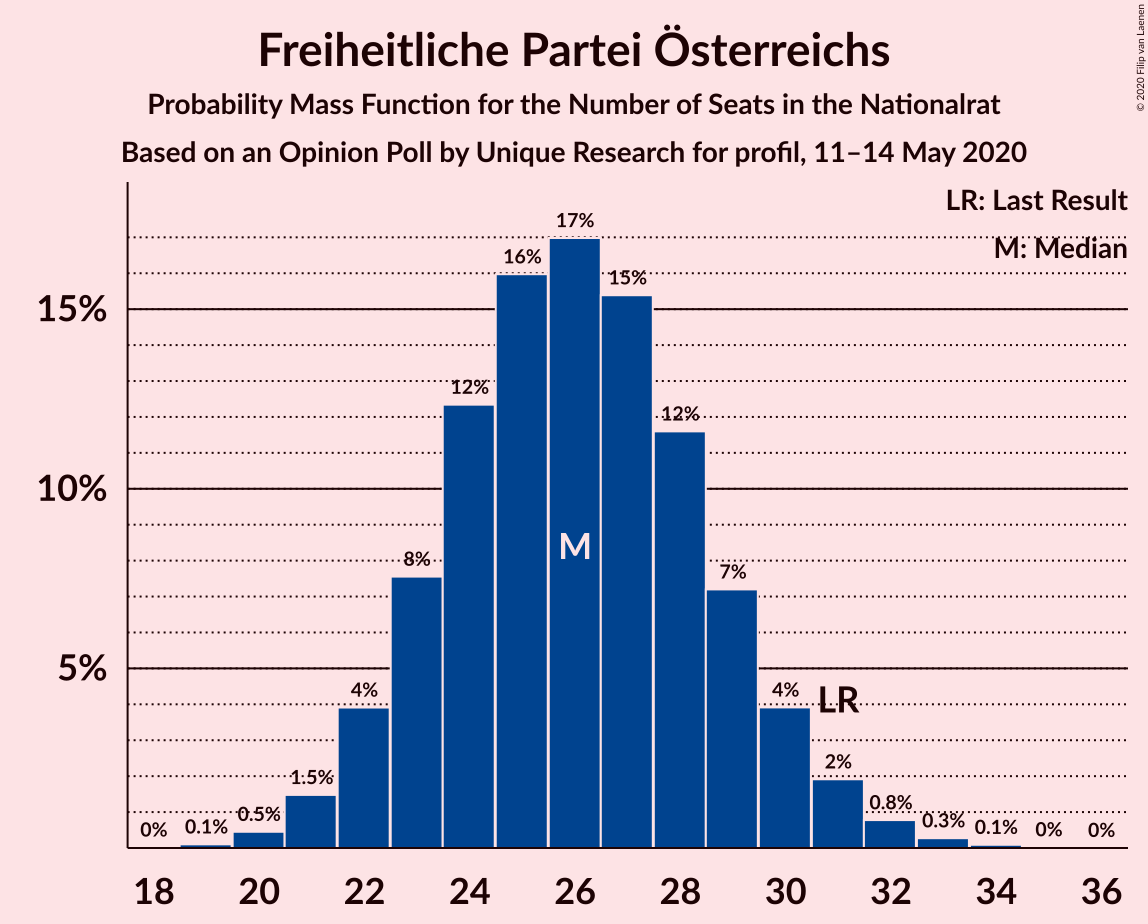 Freiheitliche Partei Österreichs
Probability Mass Function for the Number of Seats in the Nationalrat
Based on an Opinion Poll by Unique Research for profil, 11–14 May 2020
© 2020 Filip van Laenen
LR: Last Result
M: Median
15%
10%
5%
0%
0.1%
0.5%
1.5%
4%
8%
12%
16%
17%
15%
12%
7%
4%
2%
0.8%
0.3%
0.1%
0%
0%
M
LR
18 20 22 24 26 28 30 32 34 36